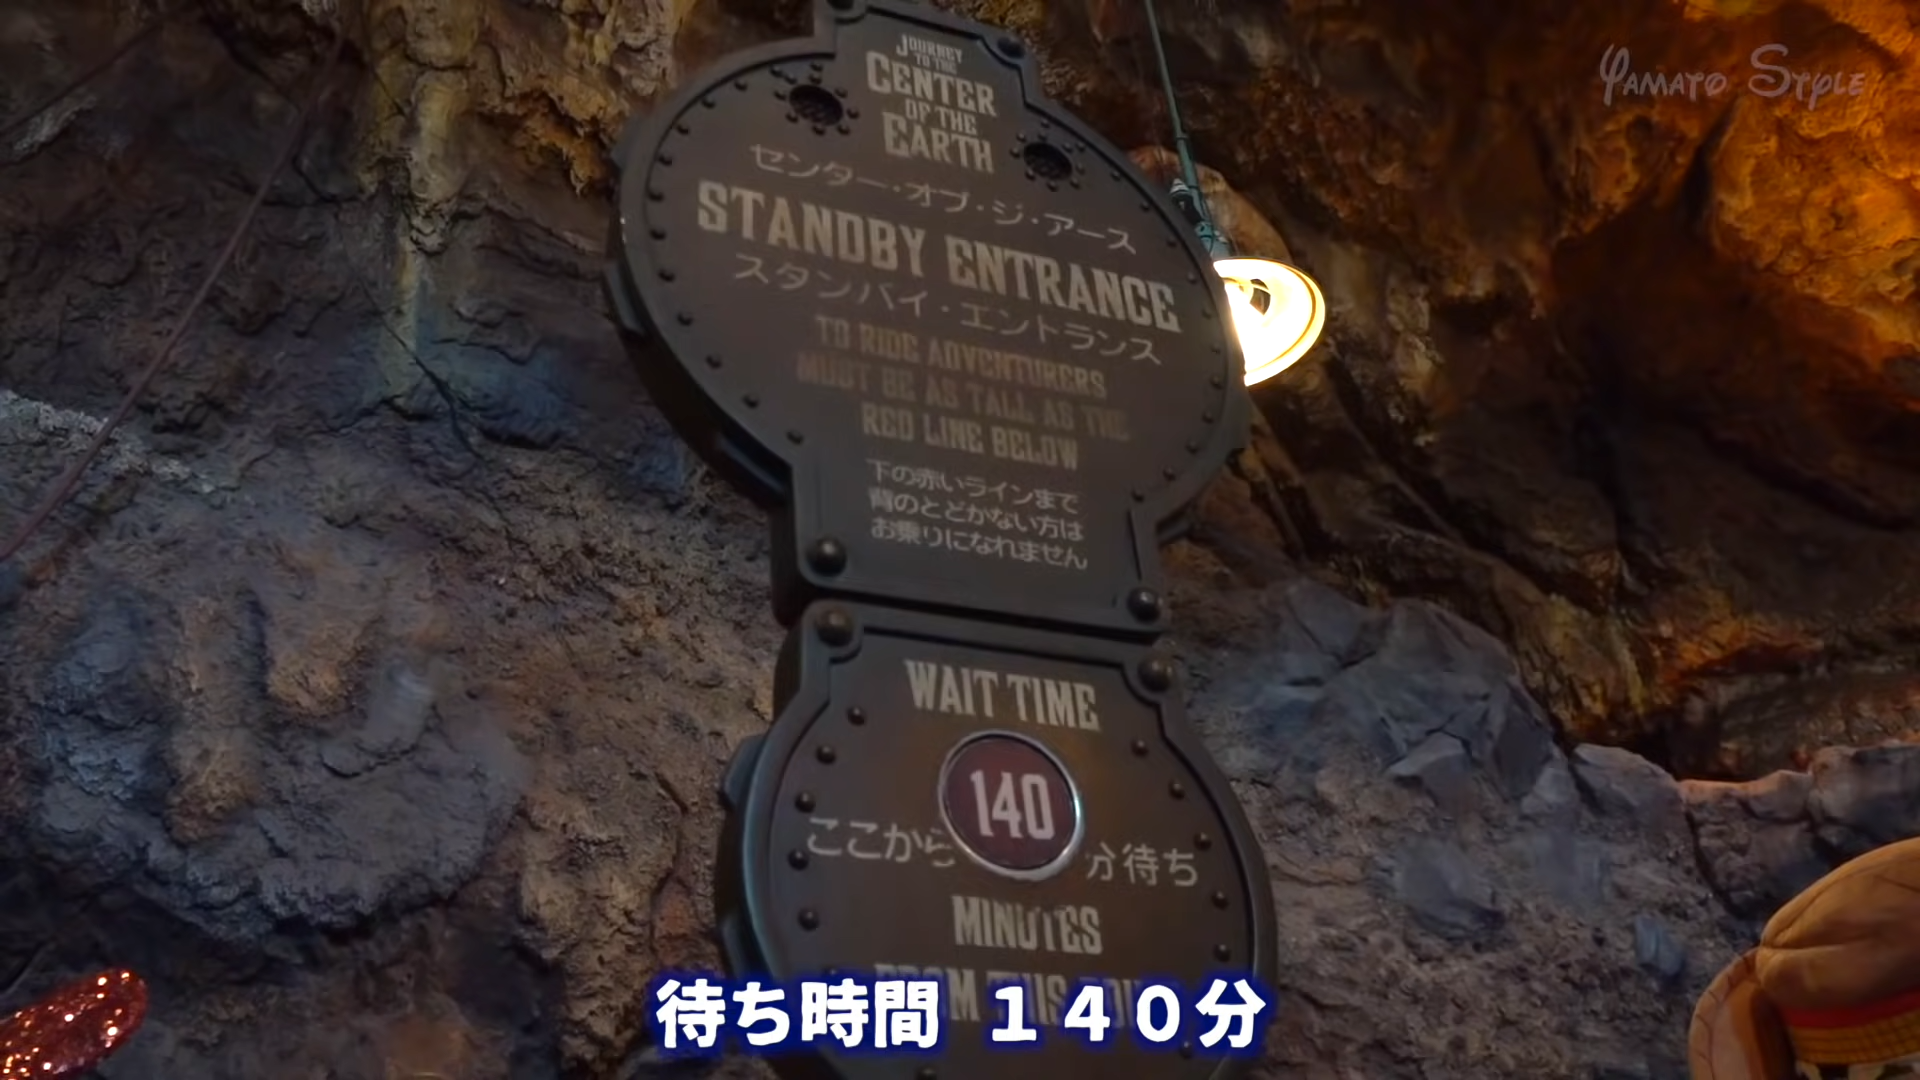 JOURNEY
TO THE
CENTER
OF THE
EARTH
センター・オブ・ジ・アース
STANDBY ENTRANCE
スタンバイ・エントランス
TO RIDE ADVENTURERS
MUST BE AS TALL AS THE
RED LINE BELOW
下の赤いラインまで
背のとどかない方は
お乗りになれません
WAIT TIME
140
ここから 分待ち
MINUTES
FROM THIS
待ち時間 １４０分
YAMATO STYLE